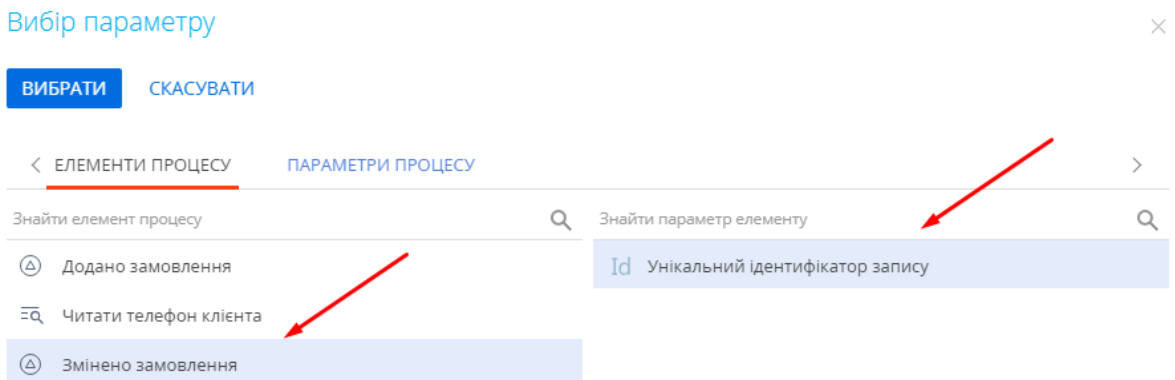 Вибір параметру
ВИБРАТИ СКАСУВАТИ
ЕЛЕМЕНТИ ПРОЦЕСУ ПАРАМЕТРИ ПРОЦЕСУ
Знайти елемент процесу
Додано замовлення
Читати телефон клієнта
Змінено замовлення
Знайти параметр елементу
Id Унікальний ідентифікатор запису